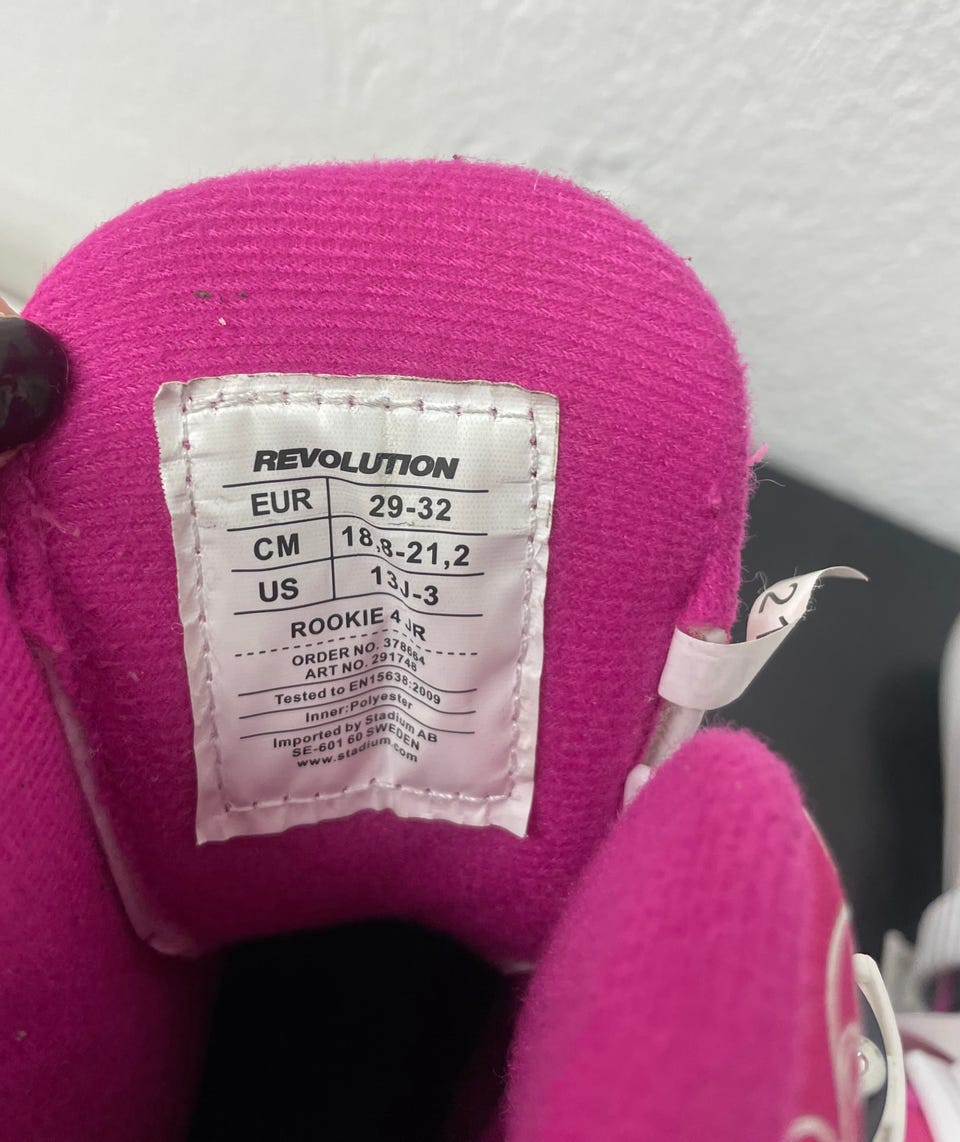 REVOLUTION
EUR 29-32
CM 18,8-21,2
US 13J-3
ROOKIE 4 JR
ORDER NO. 378664
ART NO. 291748
Tested to EN15638:2009
Inner:Polyester
Imported by Stadium AB
SE-601 60 SWEDEN
www.stadium.com